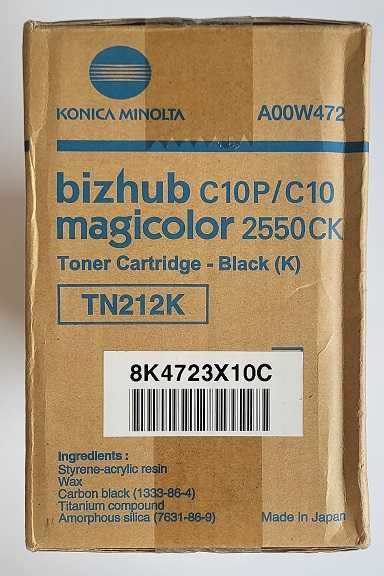 KONICA MINOLTA
A00W472
bizhub C10P/C10
magicolor 2550CK
Toner Cartridge - Black (K)
TN212K
8K4723X10C
Ingredients :
Styrene-acrylic resin
Wax
Carbon black (1333-86-4)
Titanium compound
Amorphous silica (7631-86-9)
Made In Japan